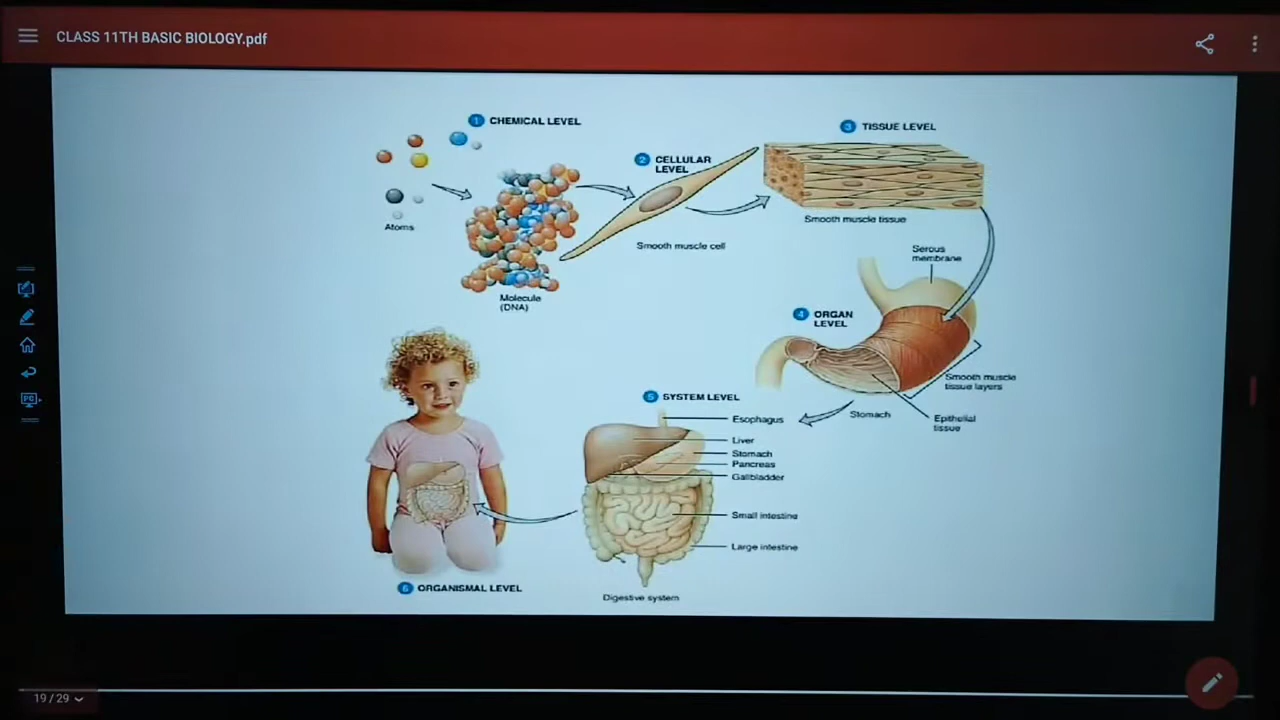 CLASS 11TH BASIC BIOLOGY.pdf
1 CHEMICAL LEVEL
Atoms
Molecule
(DNA)
2 CELLULAR
LEVEL
Smooth muscle cell
3 TISSUE LEVEL
Smooth muscle tissue
Serous
membrane
4 ORGAN
LEVEL
Smooth muscle
tissue layers
Stomach
Epithelial
tissue
5 SYSTEM LEVEL
Esophagus
Liver
Stomach
Pancreas
Gallbladder
Small intestine
Large intestine
Digestive system
6 ORGANISMAL LEVEL
PC
19 / 29